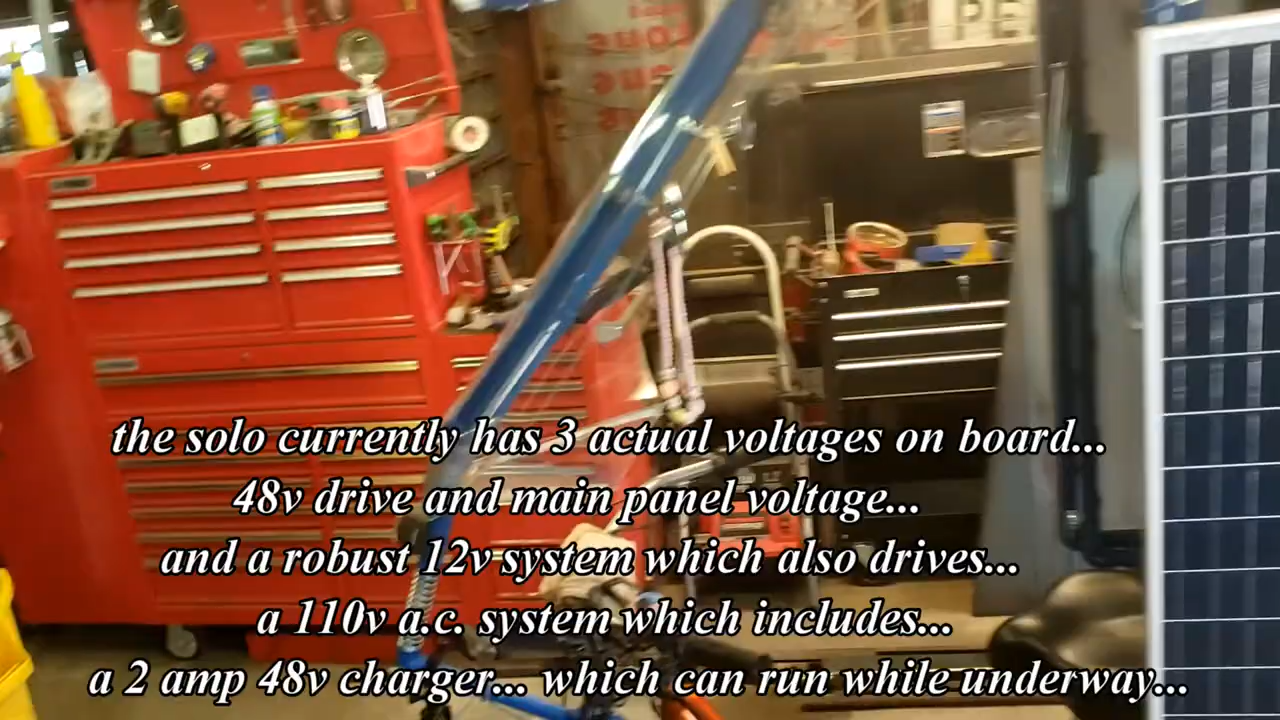 PE
the solo currently has 3 actual voltages on board...
48v drive and main panel voltage...
and a robust 12v system which also drives...
a 110v a.c. system which includes...
a 2 amp 48v charger... which can run while underway...